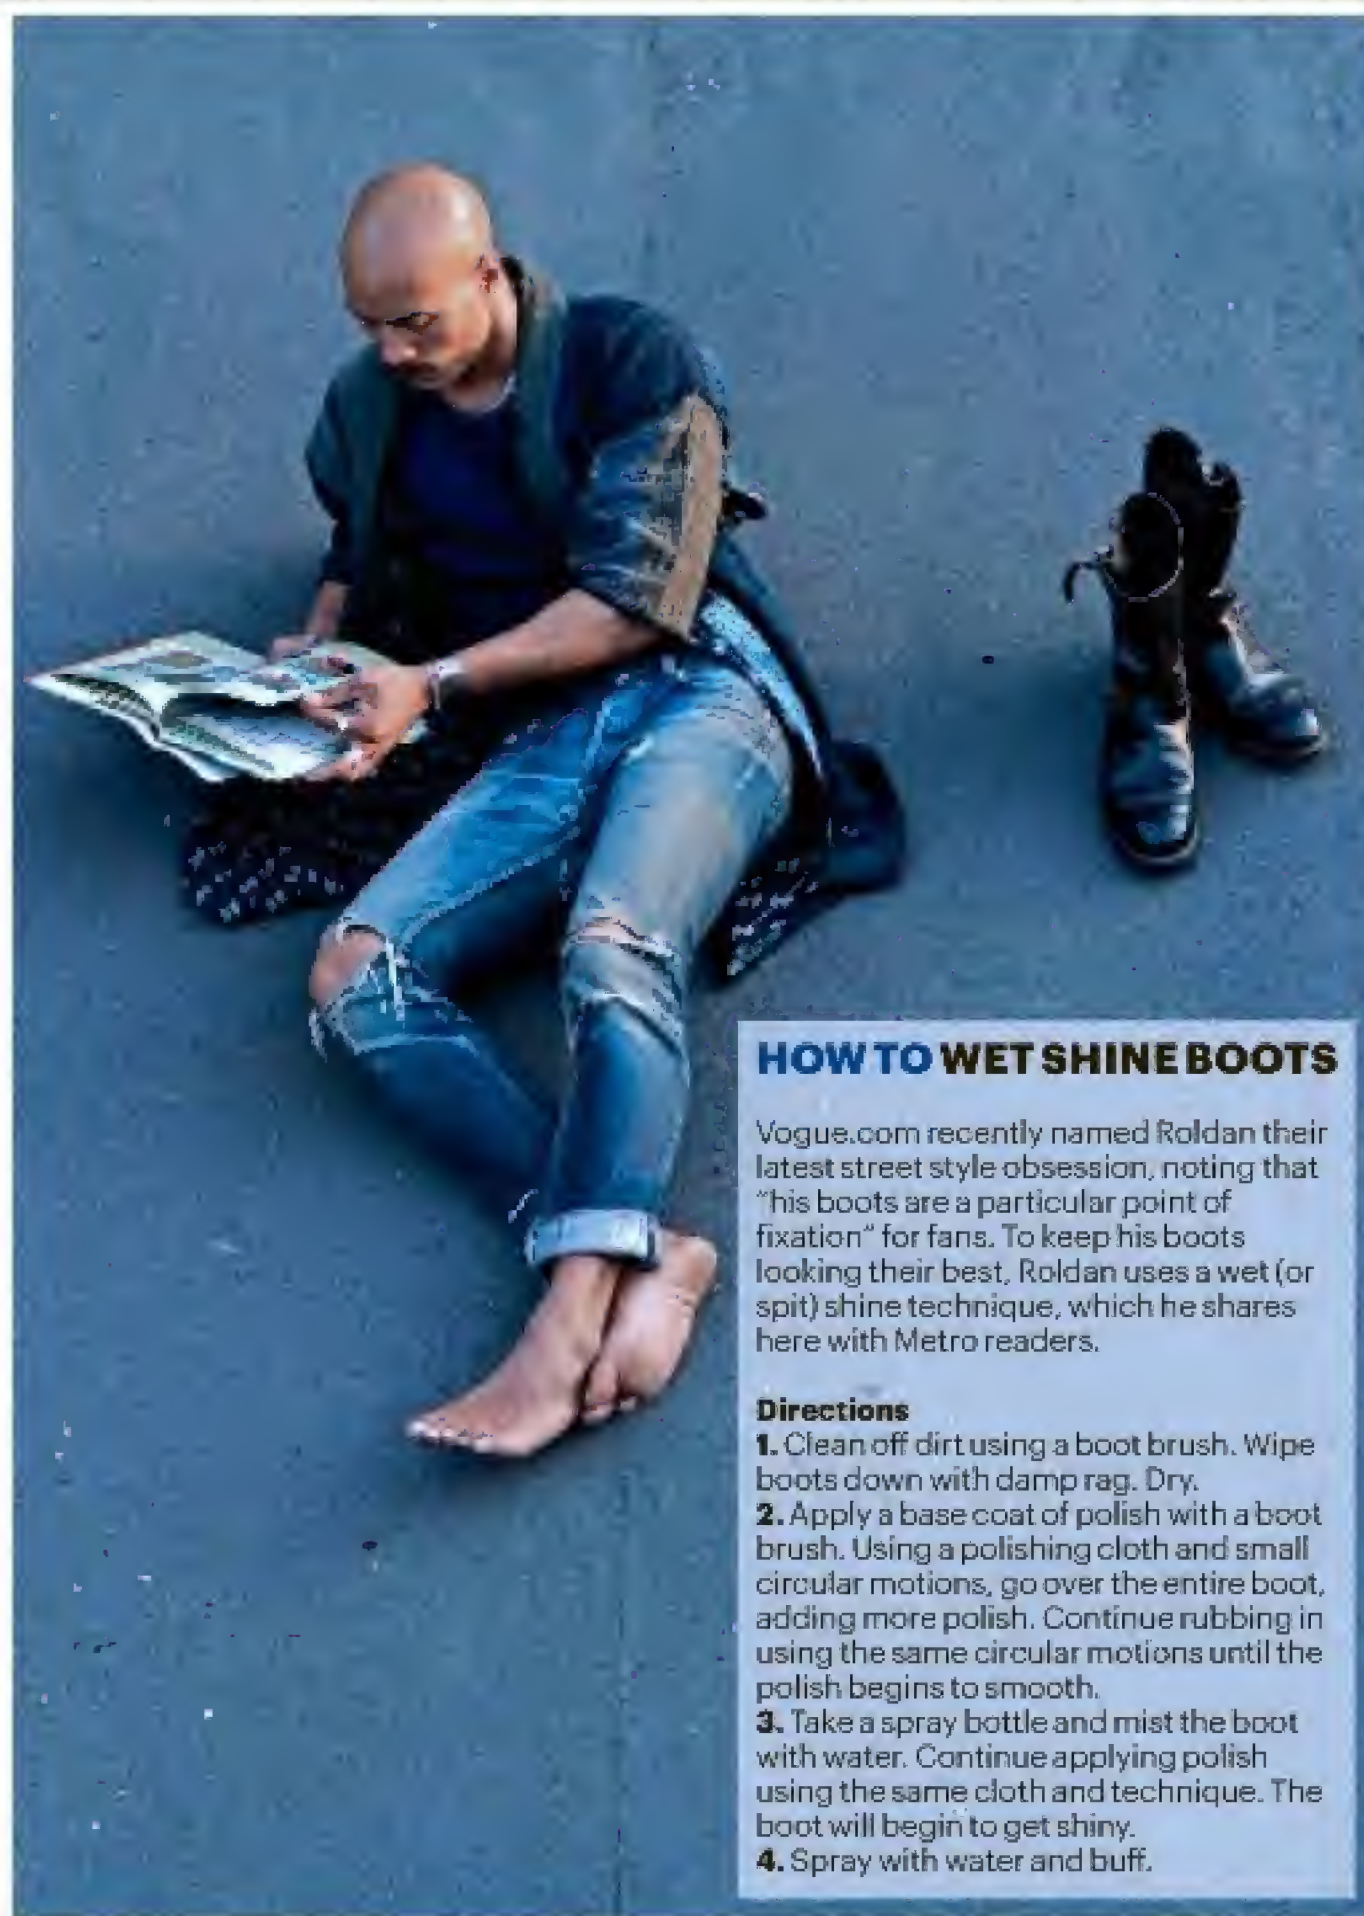 HOW TO WET SHINE BOOTS
Vogue.com recently named Roldan their
latest street style obsession, noting that
"his boots are a particular point of
fixation" for fans. To keep his boots
looking their best, Roldan uses a wet (or
spit) shine technique, which he shares
here with Metro readers.
Directions
1. Clean off dirt using a boot brush. Wipe
boots down with damp rag. Dry.
2. Apply a base coat of polish with a boot
brush. Using a polishing cloth and small
circular motions, go over the entire boot,
adding more polish. Continue rubbing in
using the same circular motions until the
polish begins to smooth.
3. Take a spray bottle and mist the boot
with water. Continue applying polish
using the same cloth and technique. The
boot will begin to get shiny.
4. Spray with water and buff.